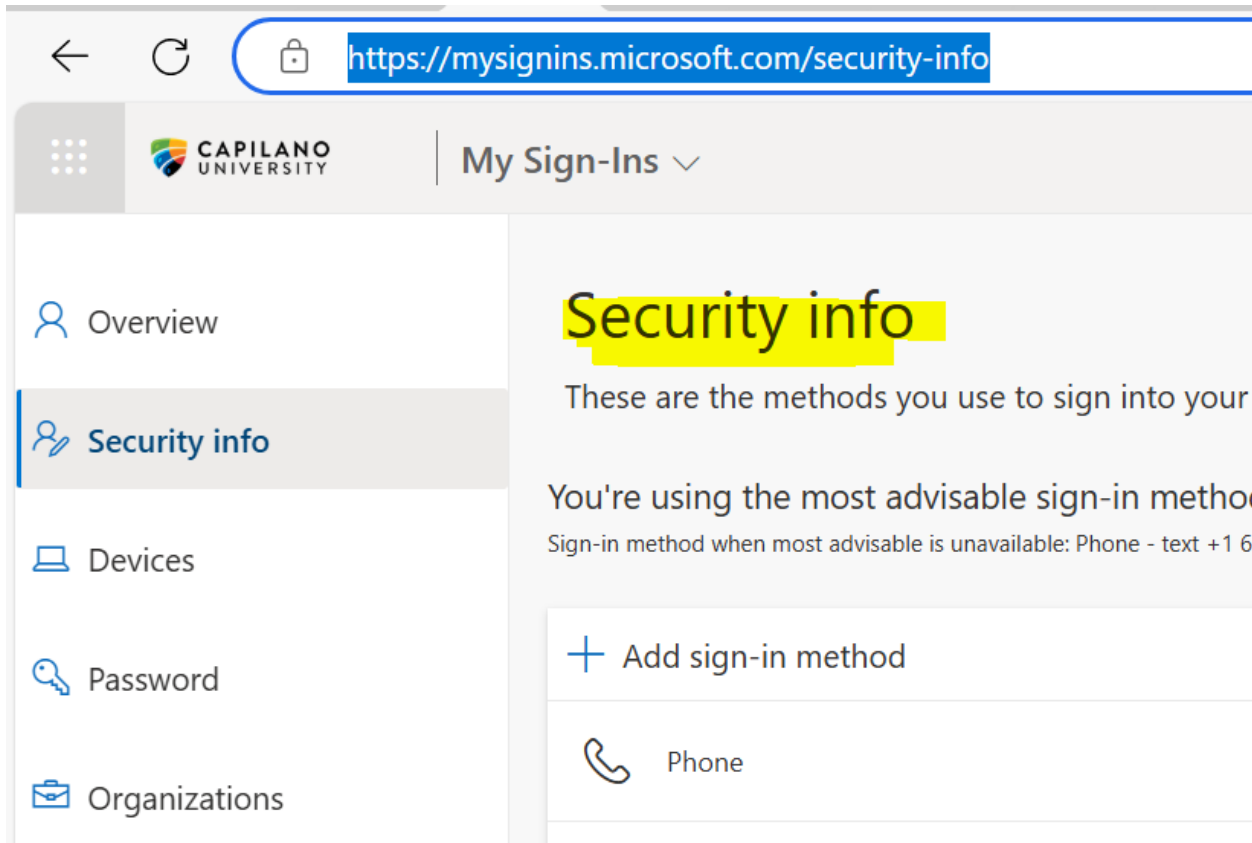 https://mysignins.microsoft.com/security-info
CAPILANO
UNIVERSITY
My Sign-Ins
Overview
Security info
Devices
Password
Organizations
Security info
These are the methods you use to sign into your
You're using the most advisable sign-in
Sign-in method when most advisable is unavailable: Phone - text +1 6
Add sign-in method
Phone